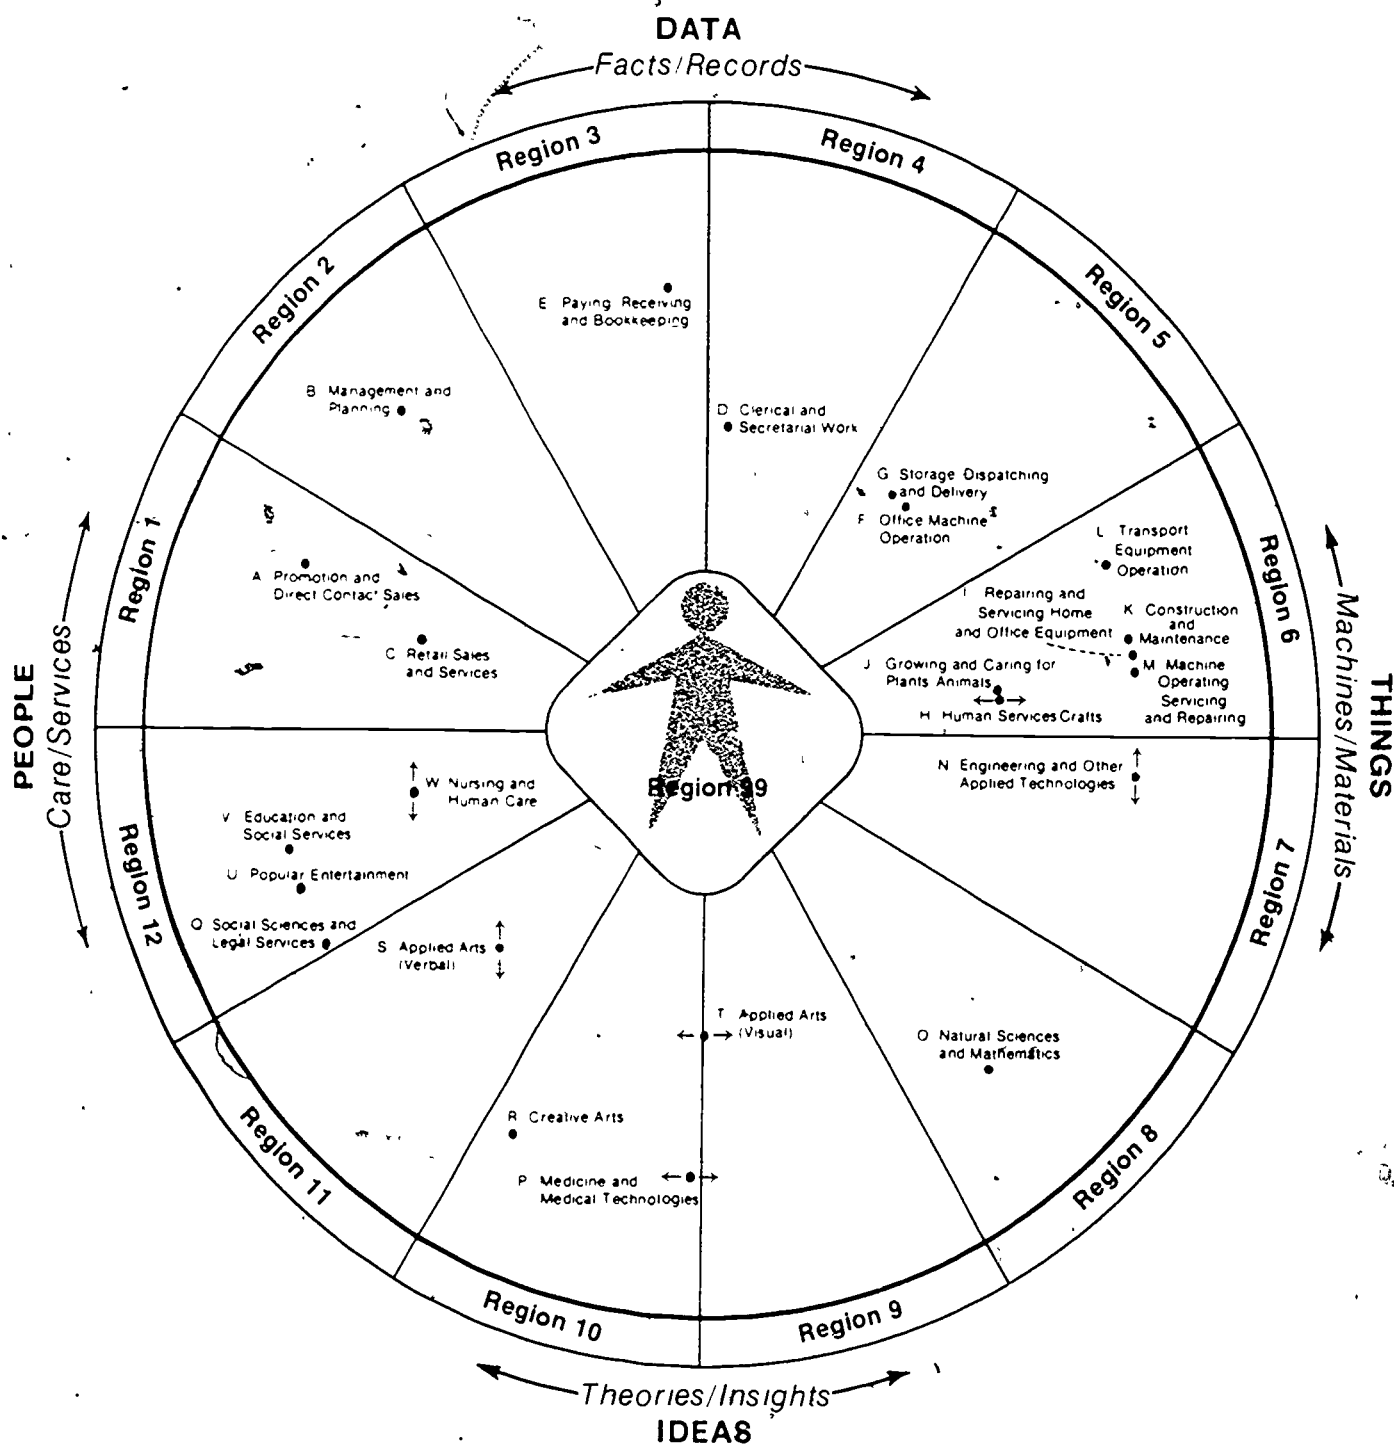 DATA
Facts/Records
Region 3
Region 4
Region 2
Region 5
E Paying Receiving
and Bookkeeping
B Management and
Planning
D Clerical and
Secretarial Work
G Storage Dispatching
and Delivery
F Office Machine
Operation
Region 1
Region 6
L Transport
Equipment
Operation
A Promotion and
Direct Contact Sales
I Repairing and
Servicing Home
and Office Equipment
K Construction
and
Maintenance
C Retail Sales
and Services
J Growing and Caring for
Plants Animals
M Machine
Operating
Servicing
and Repairing
H Human Services Crafts
PEOPLE
Care/Services
THINGS
Machines/Materials
Region 99
W Nursing and
Human Care
N Engineering and Other
Applied Technologies
V Education and
Social Services
U Popular Entertainment
Q Social Sciences and
Legal Services
S Applied Arts
(Verbal)
Region 12
Region 7
T Applied Arts
(Visual)
O Natural Sciences
and Mathematics
R Creative Arts
P Medicine and
Medical Technologies
Region 11
Region 8
Region 10
Region 9
Theories/Insights
IDEAS